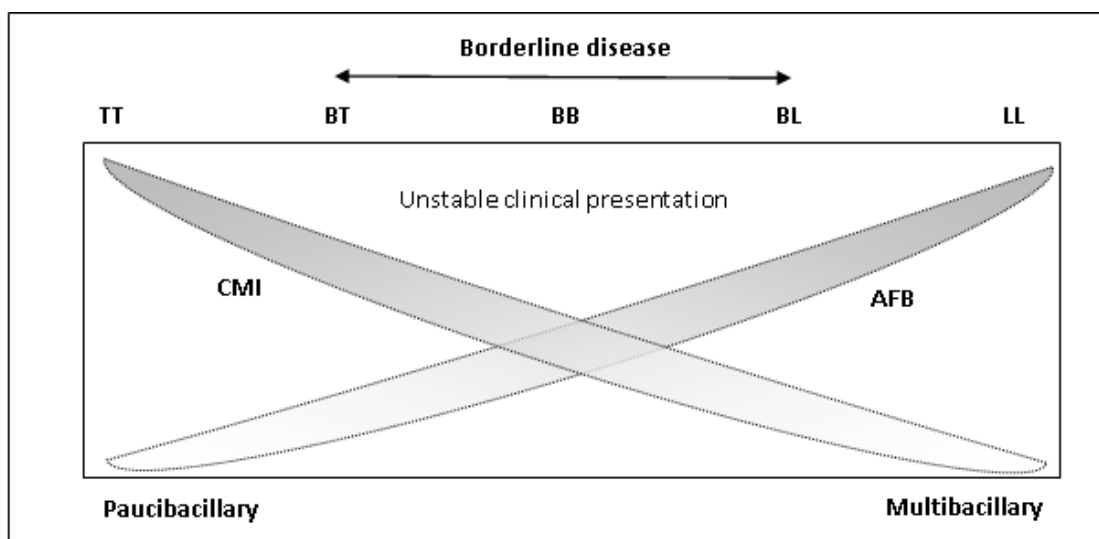 Borderline disease
TT BT BB BL LL
Unstable clinical presentation
CMI AFB
Paucibacillary Multibacillary